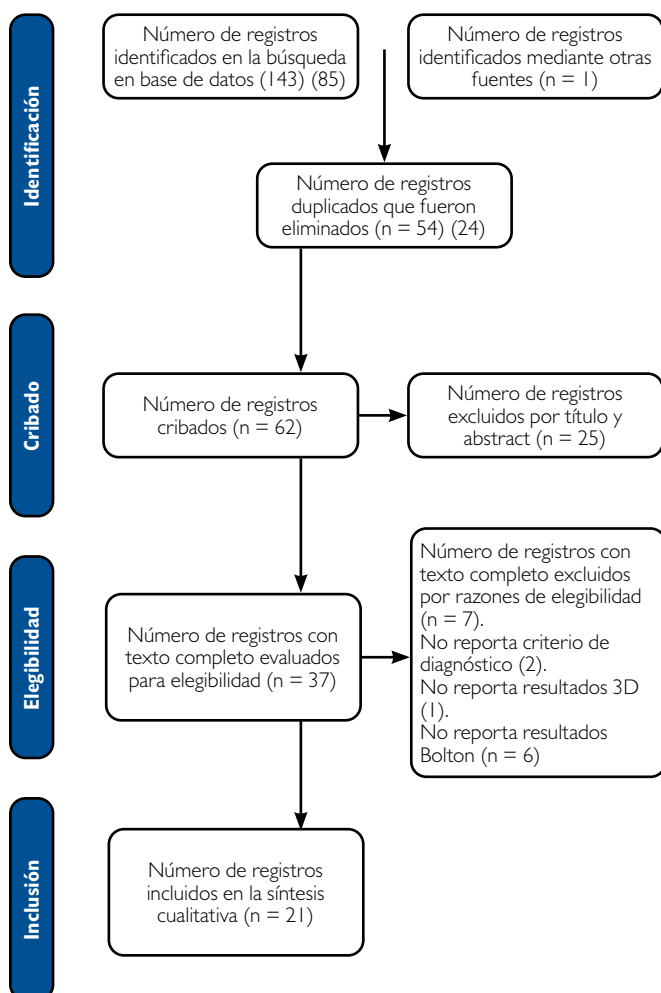 Identificación
Número de registros
identificados en la búsqueda
en base de datos (143) (85)
Número de registros
identificados mediante otras
fuentes (n = 1)
Número de registros
duplicados que fueron
eliminados (n = 54) (24)
Cribado
Número de registros
cribados (n = 62)
Número de registros
excluidos por título y
abstract (n = 25)
Elegibilidad
Número de registros con
texto completo evaluados
para elegibilidad (n = 37)
Número de registros con
texto completo excluidos
por razones de elegibilidad
(n = 7).
No reporta criterio de
diagnóstico (2).
No reporta resultados 3D
(1).
No reporta resultados
Bolton (n = 6)
Inclusión
Número de registros
incluidos en la síntesis
cualitativa (n = 21)